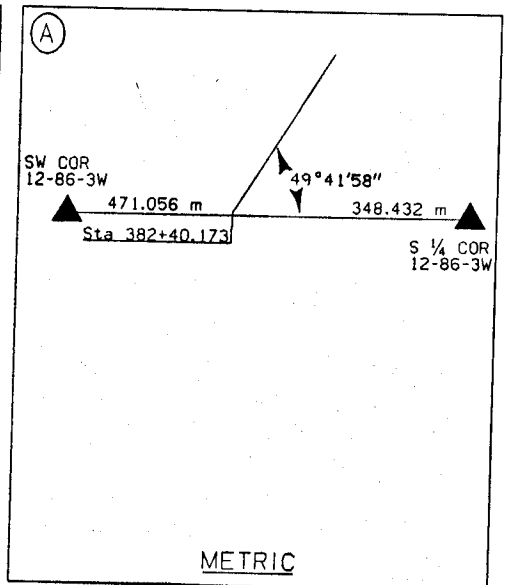 A
SW COR
12-86-3W
49°41'58"
471.056 m
348.432 m
Sta 382+40.173
S 1/4 COR
12-86-3W
METRIC